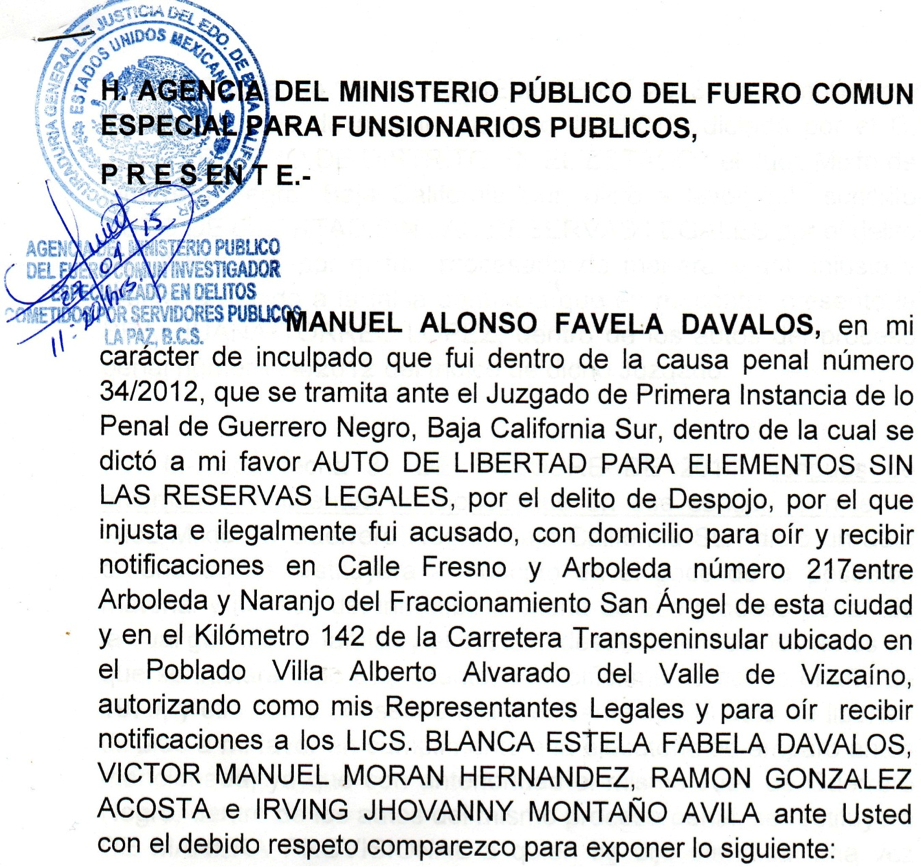 PROCURADURIA GENERAL DE JUSTICIA DEL EDO. DE BAJA CALIFORNIA SUR
ESTADOS UNIDOS MEXICANOS
H. AGENCIA DEL MINISTERIO PÚBLICO DEL FUERO COMUN
ESPECIAL PARA FUNSIONARIOS PUBLICOS,
P R E S E N T E.-
AGENCIA DEL MINISTERIO PUBLICO
DEL FUERO COMUN INVESTIGADOR
ESPECIALIZADO EN DELITOS
COMETIDOS POR SERVIDORES PUBLICOS
LA PAZ, B.C.S.
11:20 hrs
MANUEL ALONSO FAVELA DAVALOS, en mi
carácter de inculpado que fui dentro de la causa penal número
34/2012, que se tramita ante el Juzgado de Primera Instancia de lo
Penal de Guerrero Negro, Baja California Sur, dentro de la cual se
dictó a mi favor AUTO DE LIBERTAD PARA ELEMENTOS SIN
LAS RESERVAS LEGALES, por el delito de Despojo, por el que
injusta e ilegalmente fui acusado, con domicilio para oír y recibir
notificaciones en Calle Fresno y Arboleda número 217entre
Arboleda y Naranjo del Fraccionamiento San Ángel de esta ciudad
y en el Kilómetro 142 de la Carretera Transpeninsular ubicado en
el Poblado Villa Alberto Alvarado del Valle de Vizcaíno,
autorizando como mis Representantes Legales y para oír recibir
notificaciones a los LICS. BLANCA ESTELA FABELA DAVALOS,
VICTOR MANUEL MORAN HERNANDEZ, RAMON GONZALEZ
ACOSTA e IRVING JHOVANNY MONTAÑO AVILA ante Usted
con el debido respeto comparezco para exponer lo siguiente: